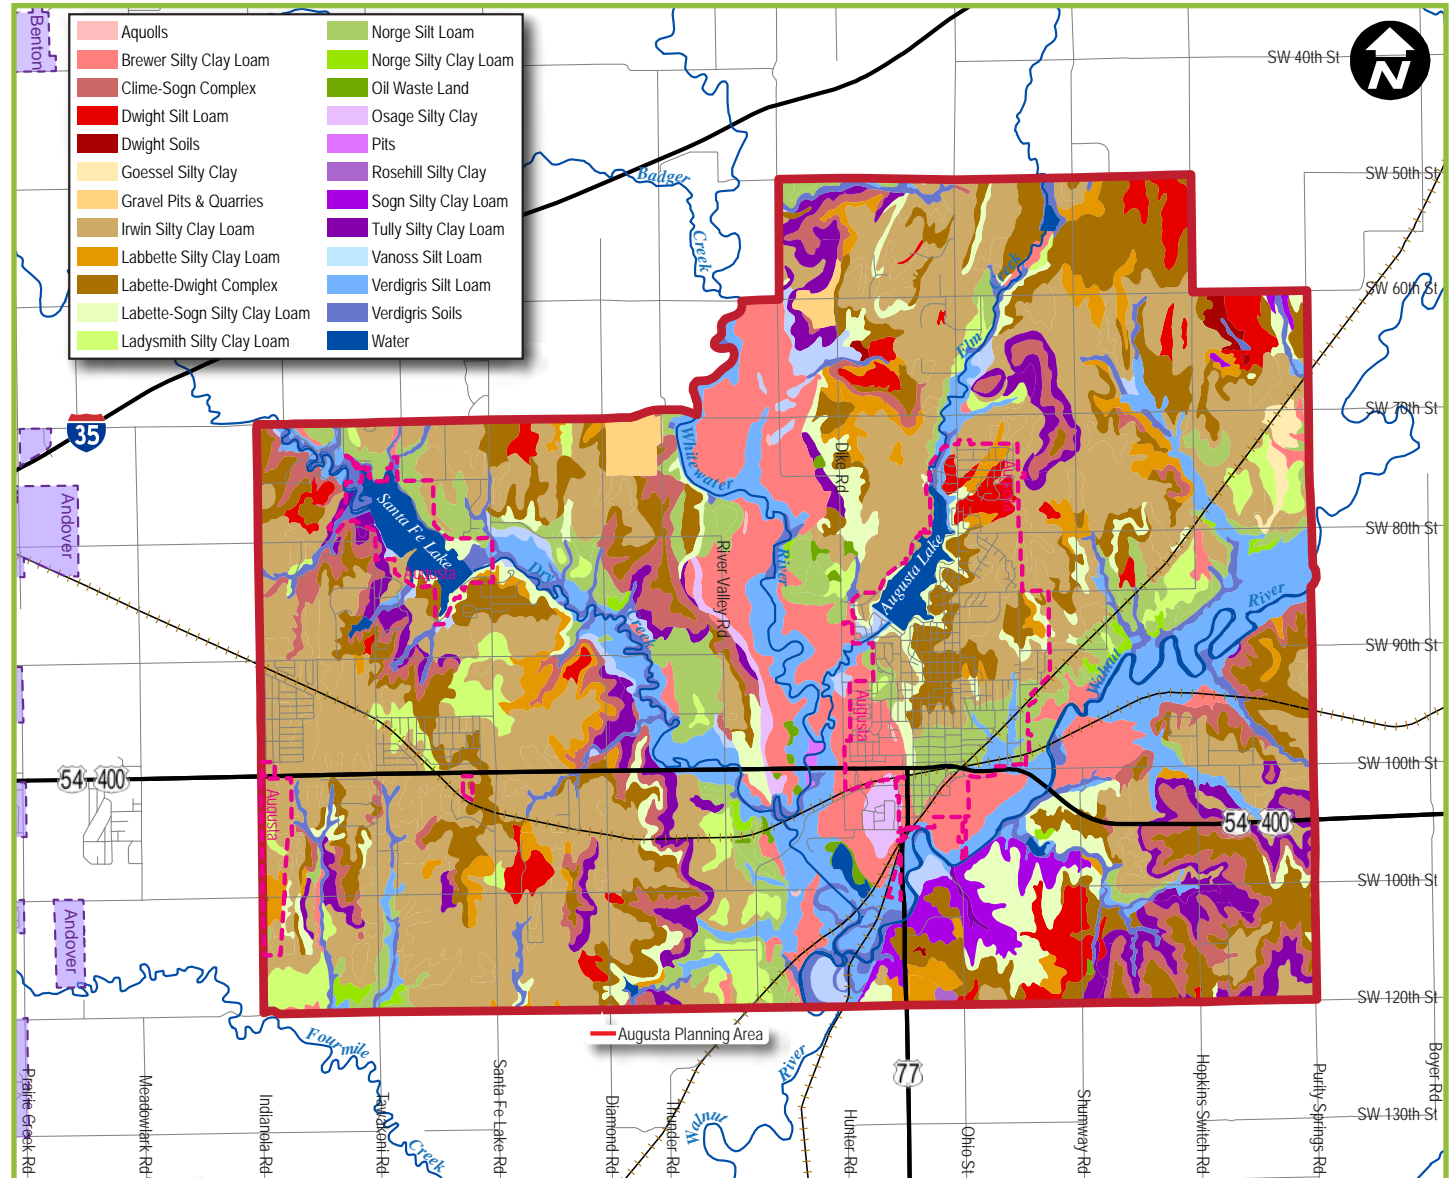 Aquolls
Brewer Silty Clay Loam
Clime-Sogn Complex
Dwight Silt Loam
Dwight Soils
Goessel Silty Clay
Gravel Pits & Quarries
Irwin Silty Clay Loam
Labbette Silty Clay Loam
Labette-Dwight Complex
Labette-Sogn Silty Clay Loam
Ladysmith Silty Clay Loam
Norge Silt Loam
Norge Silty Clay Loam
Oil Waste Land
Osage Silty Clay
Pits
Rosehill Silty Clay
Sogn Silty Clay Loam
Tully Silty Clay Loam
Vanoss Silt Loam
Verdigris Silt Loam
Verdigris Soils
Water
N
Benton
SW 40th St
SW 50th St
SW 60th St
SW 70th St
SW 80th St
SW 90th St
SW 100th St
SW 100th St
SW 120th St
SW 130th St
Badger
Creek
Elm
Creek
35
Andover
Whitewater
River
Dike Rd
River Valley Rd
Santa Fe Lake
Augusta
Augusta Lake
Augusta
Dry
Creek
River
Walnut
Augusta
54 400
Augusta
54 400
Andover
Augusta Planning Area
77
Fourmile
Creek
River
Walnut
Prairie Creek Rd
Meadowlark Rd
Indianola Rd
Tawakoni Rd
Santa Fe Lake Rd
Diamond Rd
Thunder Rd
Hunter Rd
Ohio St
Shumway Rd
Hopkins Switch Rd
Purity Springs Rd
Boyer Rd